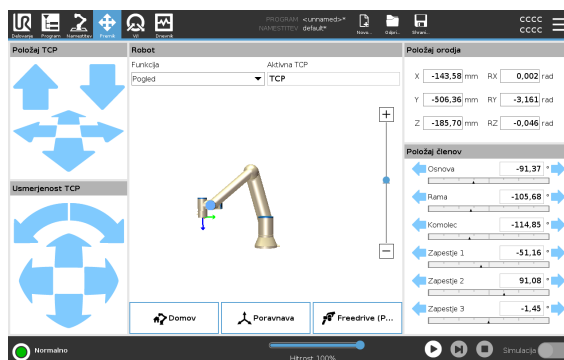 PROGRAM <unnamed>*
NAMESTITEV default*
CCCC
CCCC
Delovanje Program Namestitev Premik V/I Dnevnik
Novo... Odpri... Shrani...
Položaj TCP
Robot
Položaj orodja
Funkcija
Aktivna TCP
Pogled
TCP
X -143,58 mm RX 0,002 rad
Y -506,36 mm RY -3,161 rad
Z -185,70 mm RZ -0,046 rad
Položaj členov
Osnova -91,37 °
Rama -105,68 °
Komolec -114,85 °
Zapestje 1 -51,16 °
Zapestje 2 91,08 °
Zapestje 3 -1,45 °
Usmerjenost TCP
Domov
Poravnava
Freedrive (P...
Normalno
Hitrost 100%
Simulacija